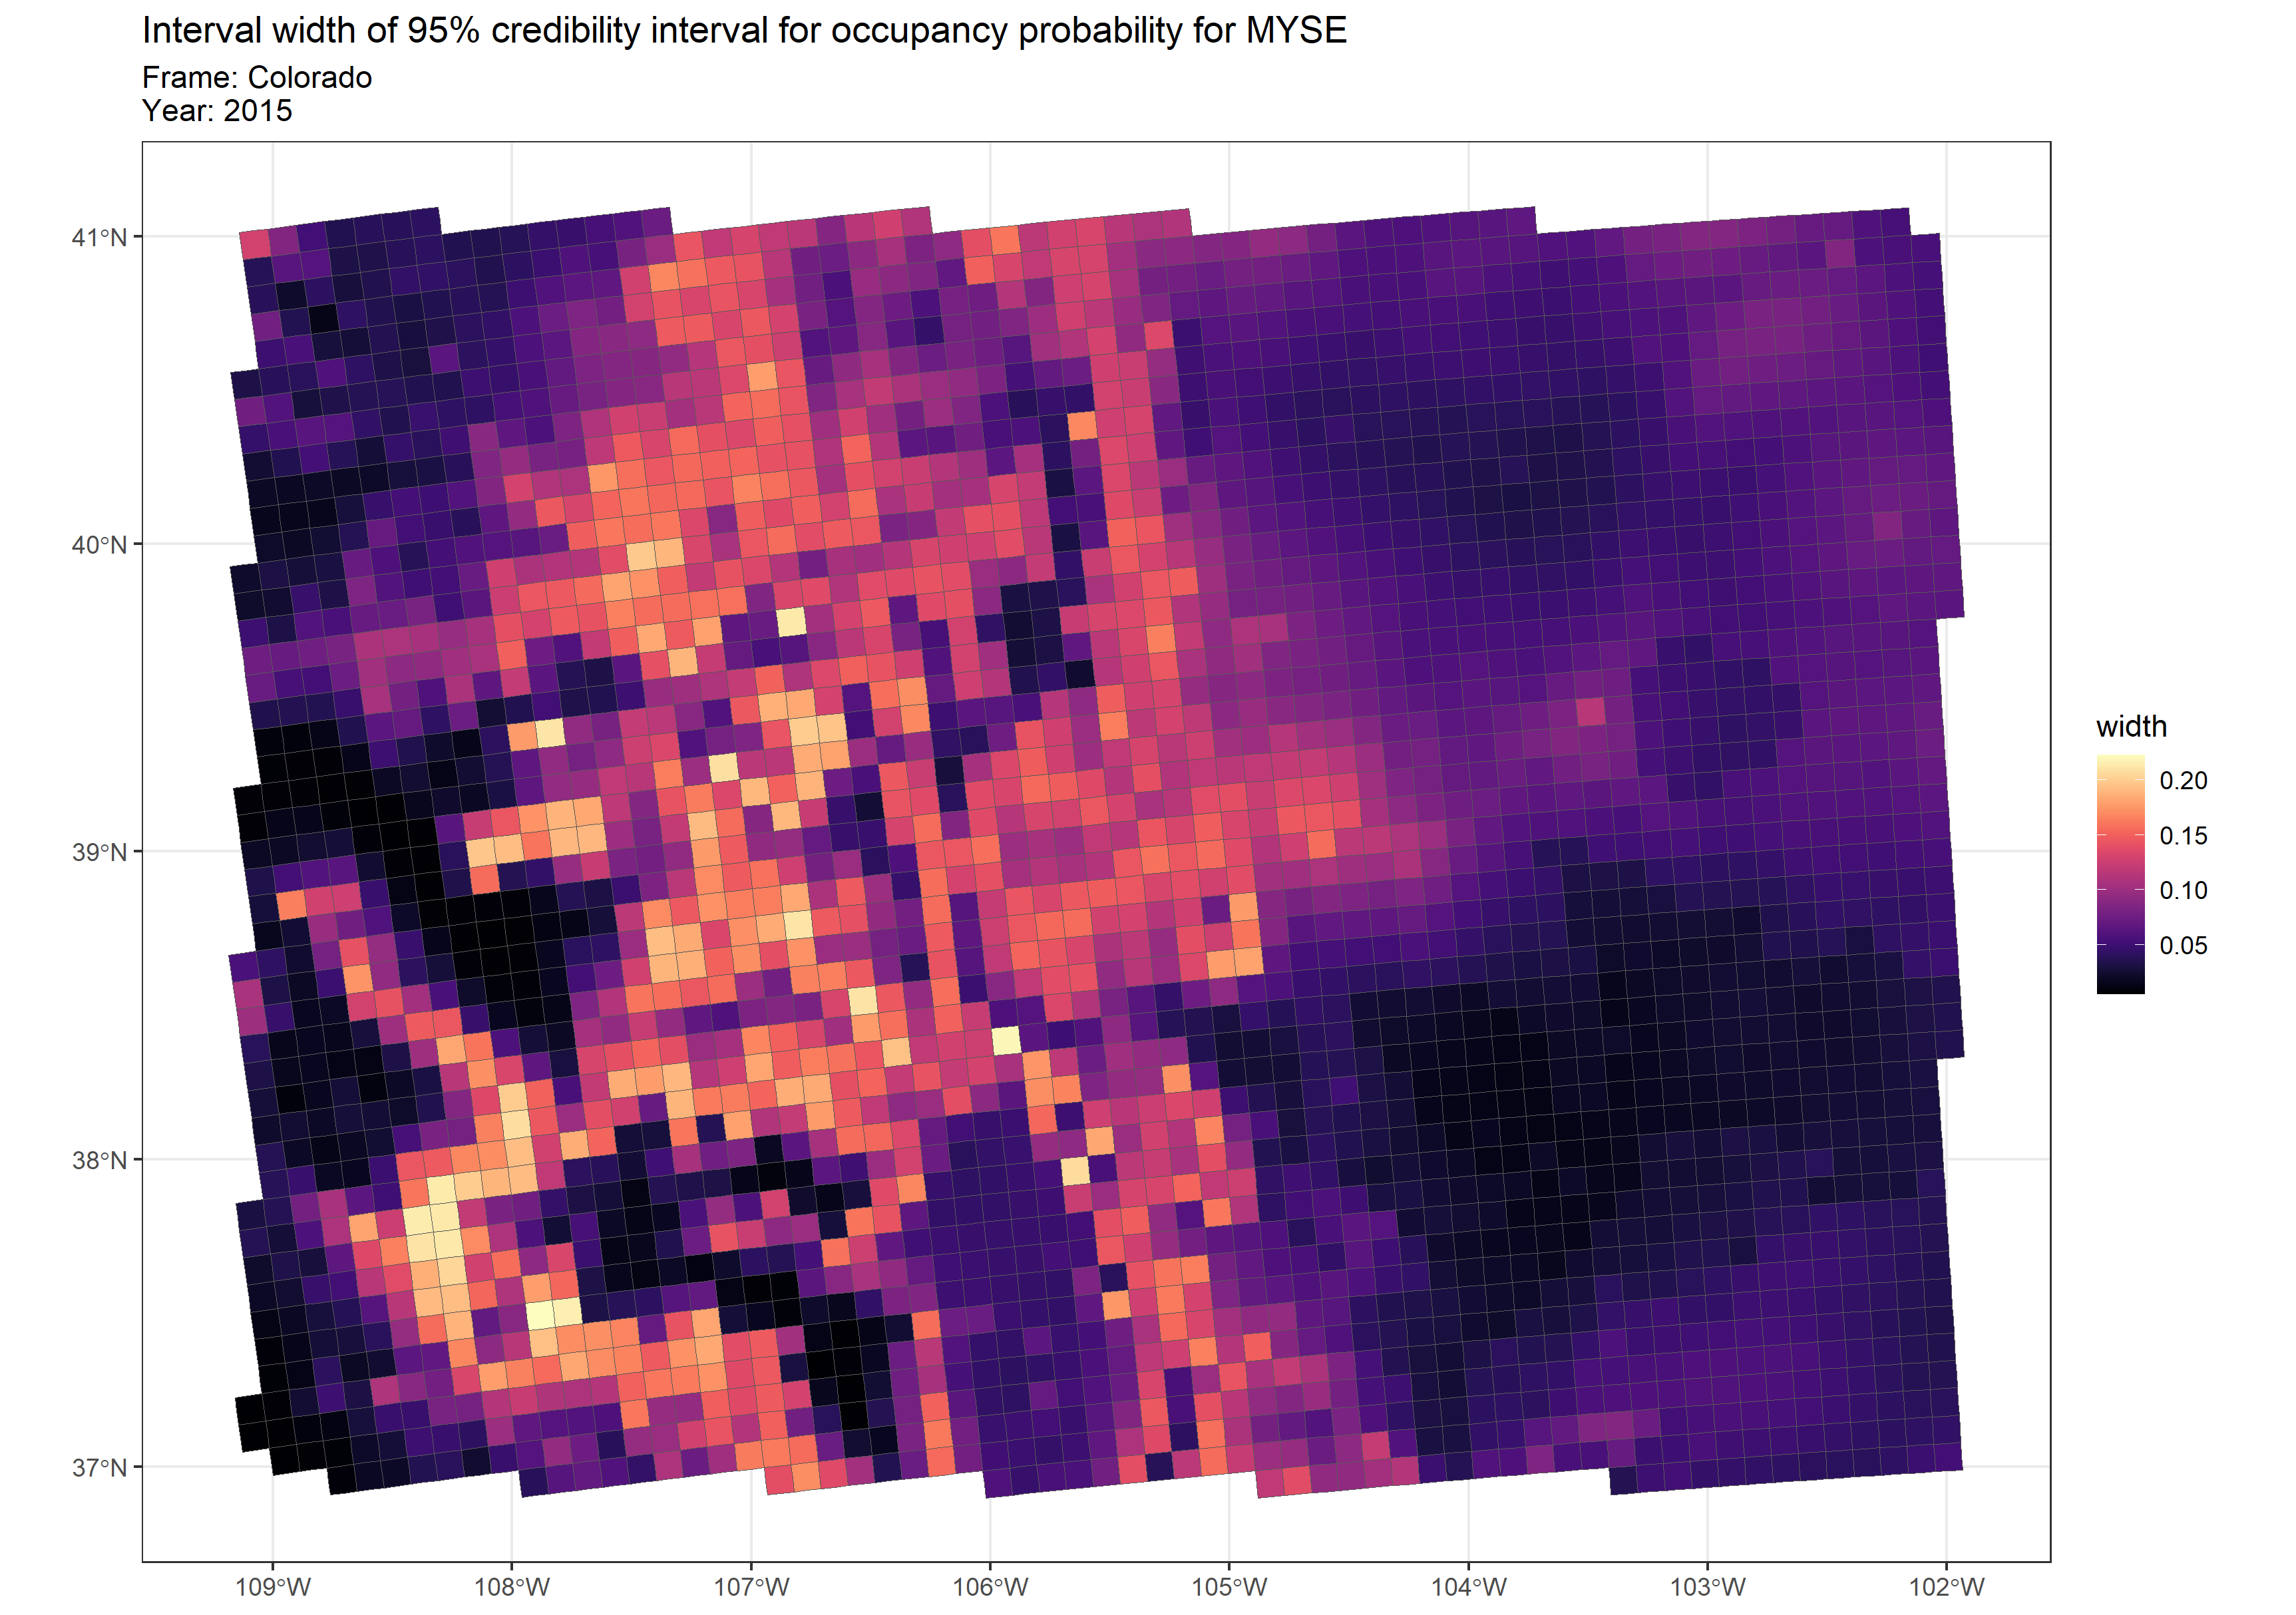 Interval width of 95% credibility interval for occupancy probability for MYSE
Frame: Colorado
Year: 2015
41°N
40°N
39°N
38°N
37°N
109°W
108°W
107°W
106°W
105°W
104°W
103°W
102°W
width
0.20
0.15
0.10
0.05